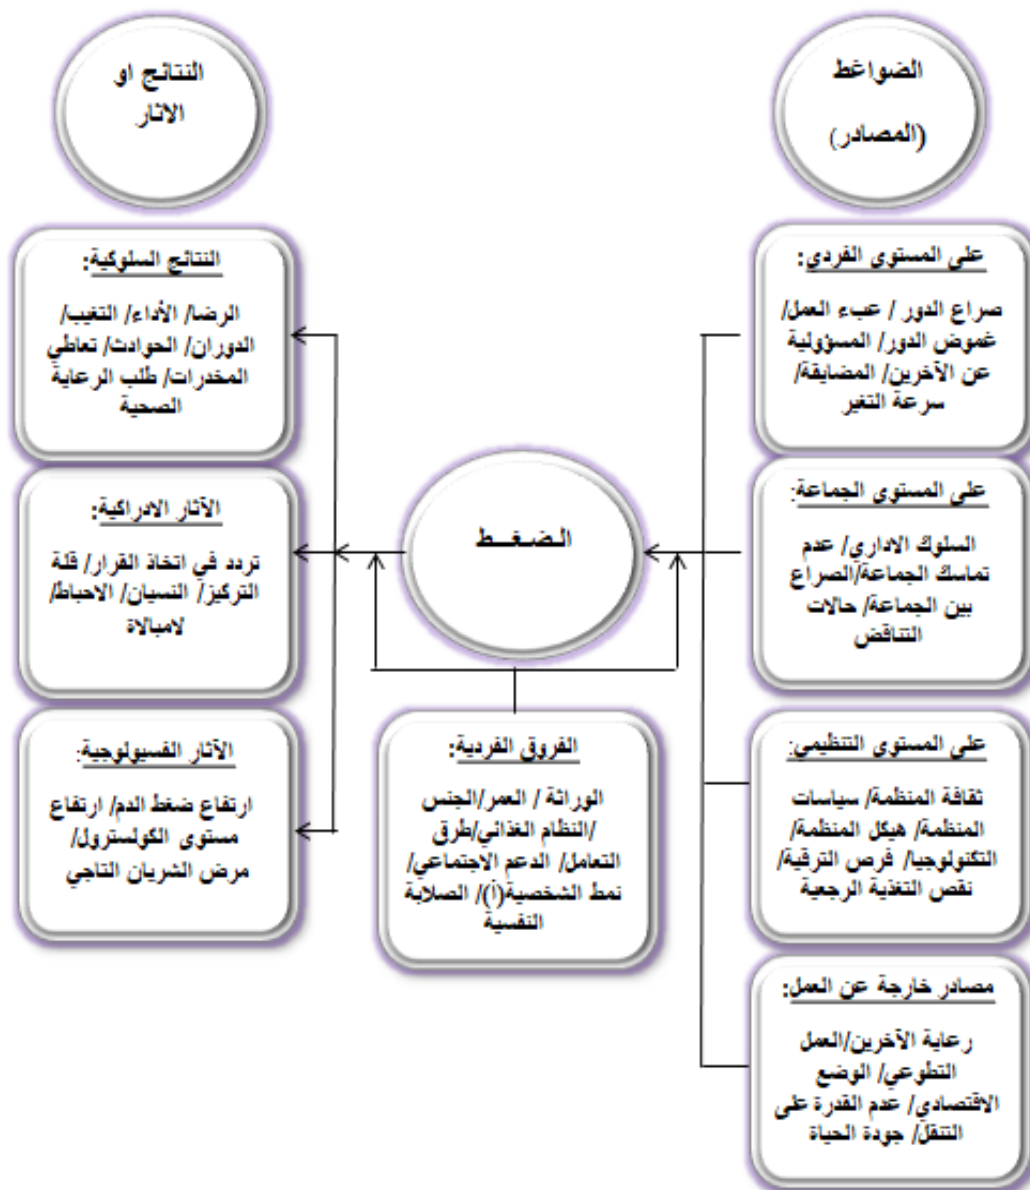 الضواغط
(المصادر)
على المستوى الفردي:
صراع الدور / عبء العمل/
غموض الدور/ المسؤولية
عن الآخرين/ المضايقة/
سرعة التغير
على المستوى الجماعة:
السلوك الاداري/ عدم
تماسك الجماعة/الصراع
بين الجماعة/ حالات
التناقض
على المستوى التنظيمي:
ثقافة المنظمة/ سياسات
المنظمة/ هيكل المنظمة/
التكنولوجيا/ فرص الترقية/
نقص التغذية الرجعية
مصادر خارجة عن العمل:
رعاية الآخرين/العمل
التطوعي/ الوضع
الاقتصادي/ عدم القدرة على
التنقل/ جودة الحياة
الضغــط
الفروق الفردية:
الوراثة / العمر/الجنس
/النظام الغذائي/طرق
التعامل/ الدعم الاجتماعي/
نمط الشخصية(أ)/ الصلابة
النفسية
النتائج او
الاثار
النتائج السلوكية:
الرضا/ الأداء/ التغيب/
الدوران/ الحوادث/ تعاطي
المخدرات/ طلب الرعاية
الصحية
الآثار الادراكية:
تردد في اتخاذ القرار/ قلة
التركيز/ النسيان/ الاحباط/
لامبالاة
الآثار الفسيولوجية:
ارتفاع ضغط الدم/ ارتفاع
مستوى الكولسترول/
مرض الشريان التاجي